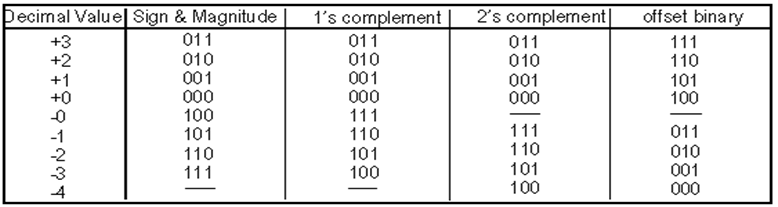 Decimal Value Sign & Magnitude 1's complement 2's complement offset binary
+3 011 011 011 111
+2 010 010 010 110
+1 001 001 001 101
+0 000 000 000 100
-0 100 111 —— ——
-1 101 110 111 011
-2 110 101 110 010
-3 111 100 101 001
-4 —— —— 100 000